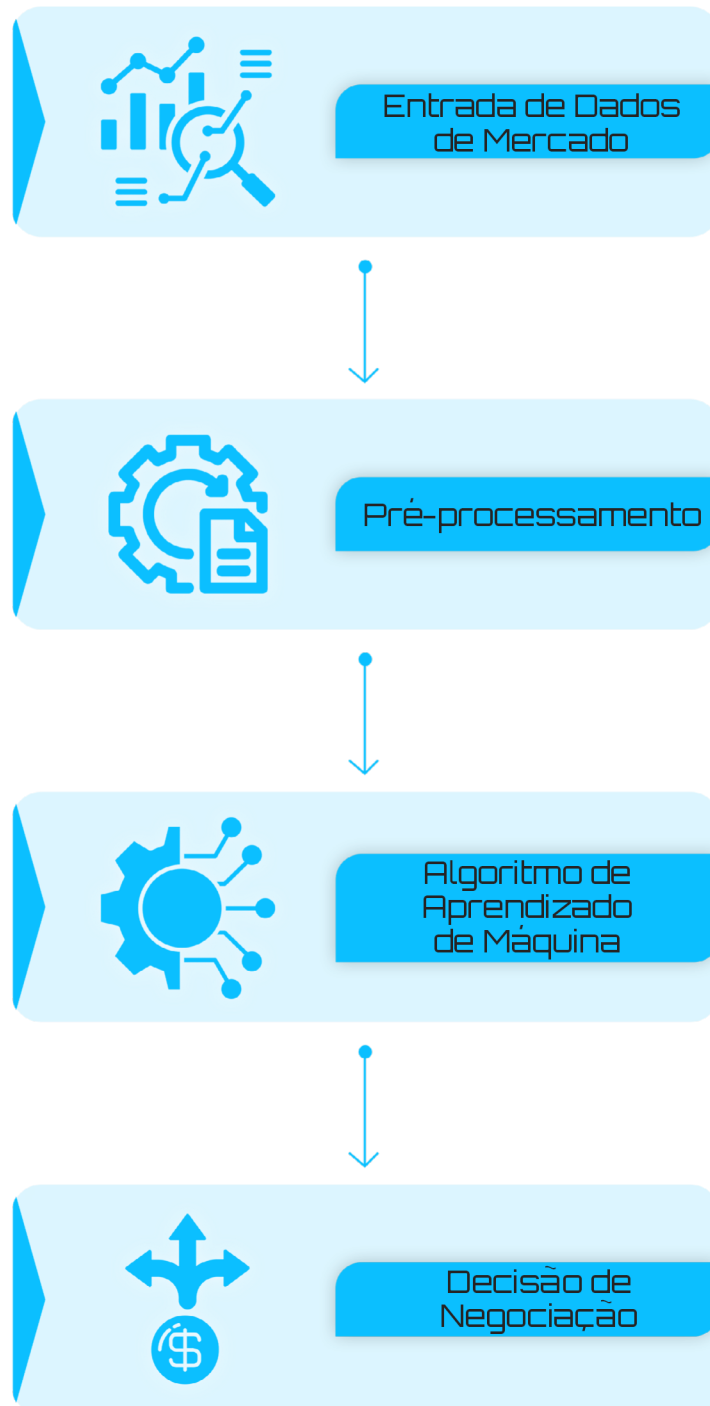 Entrada de Dados
de Mercado
Pré-processamento
Algoritmo de
Aprendizado
de Máquina
Decisão de
Negociação